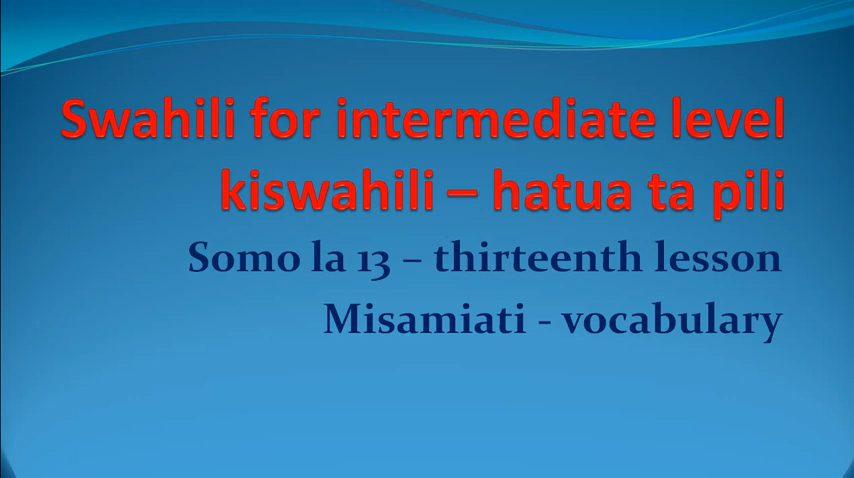 Swahili for intermediate level
kiswahili – hatua ta pili
Somo la 13 – thirteenth lesson
Misamiati - vocabulary